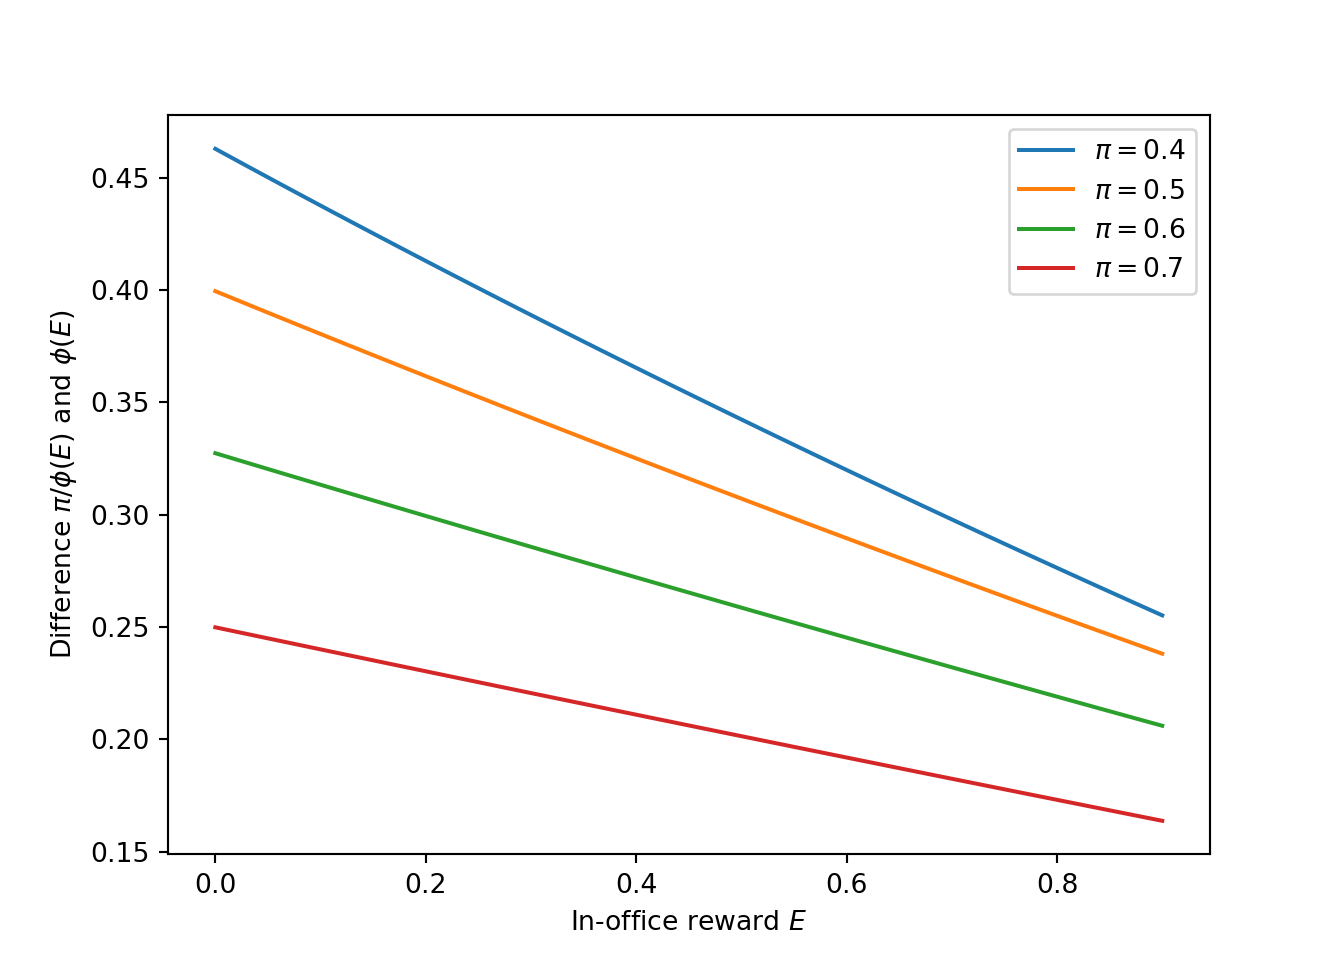 π = 0.4
π = 0.5
π = 0.6
π = 0.7
0.45
0.40
0.35
0.30
0.25
0.20
0.15
Difference π/ϕ(E) and ϕ(E)
0.0 0.2 0.4 0.6 0.8
In-office reward E